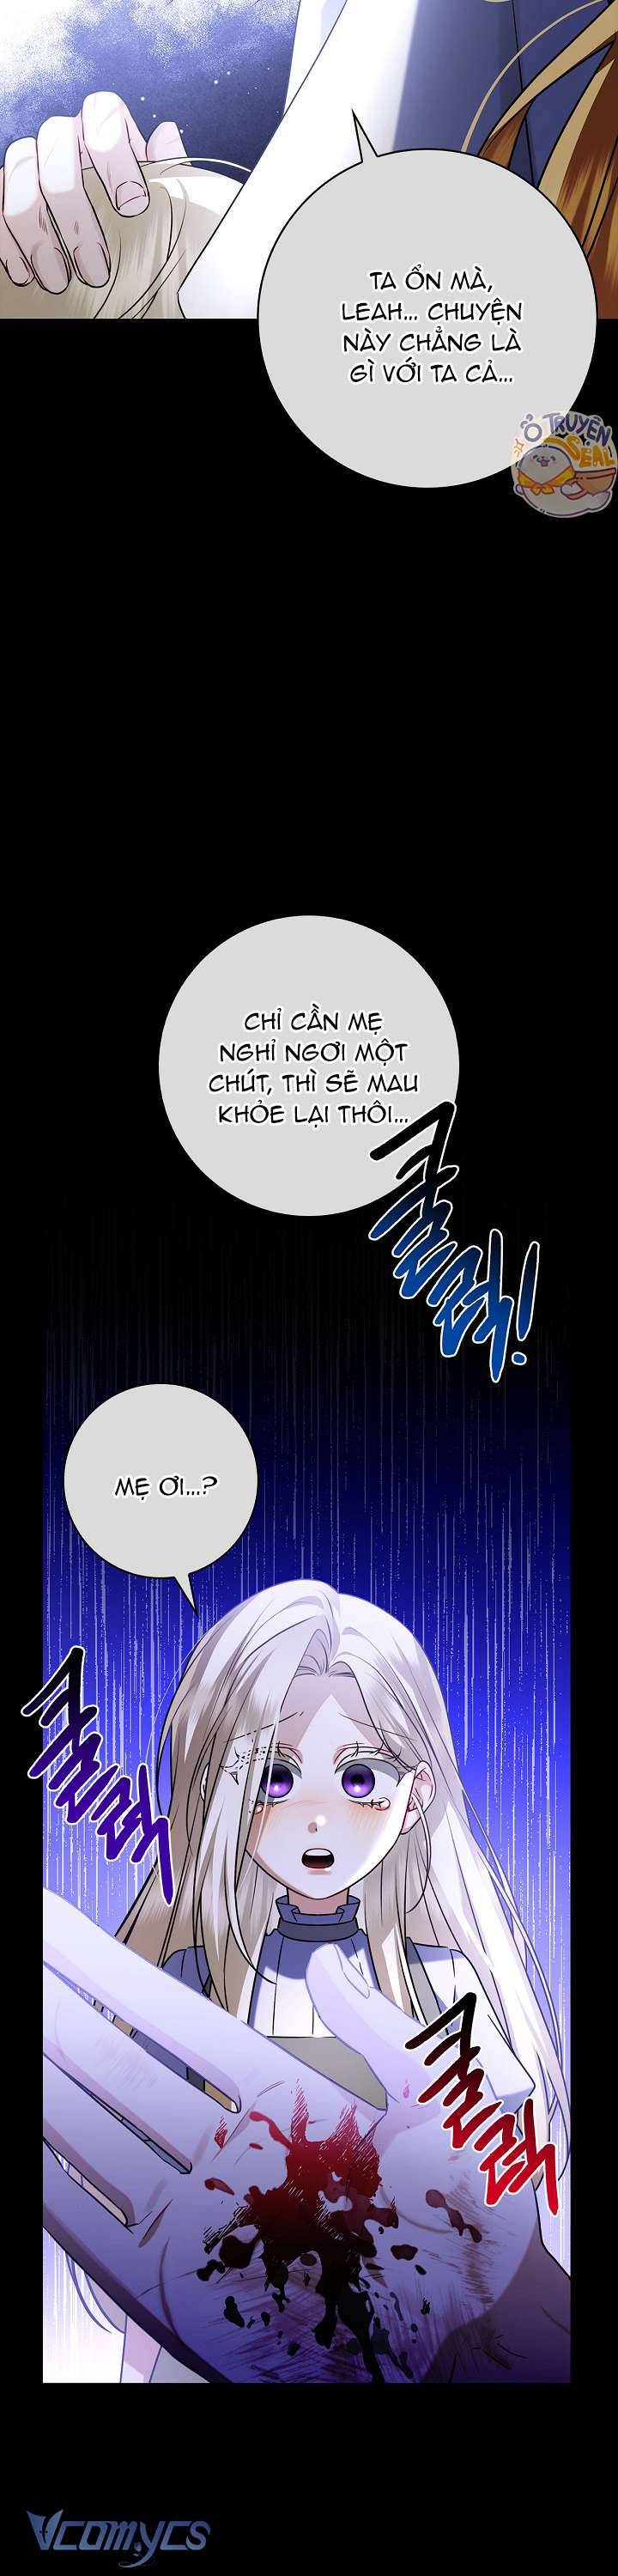 TA ỔN MÀ,
LEAH... CHUYỆN
NÀY CHẲNG LÀ
GÌ VỚI TA CẢ...
Ổ TRUYỆN
SEAL
CHỈ CẦN MẸ
NGHỈ NGƠI MỘT
CHÚT, THÌ SẼ MAU
KHỎE LẠI THÔI...
콜럭!
MẸ ƠI...?
콜럭
콜럭
VCOMYCS